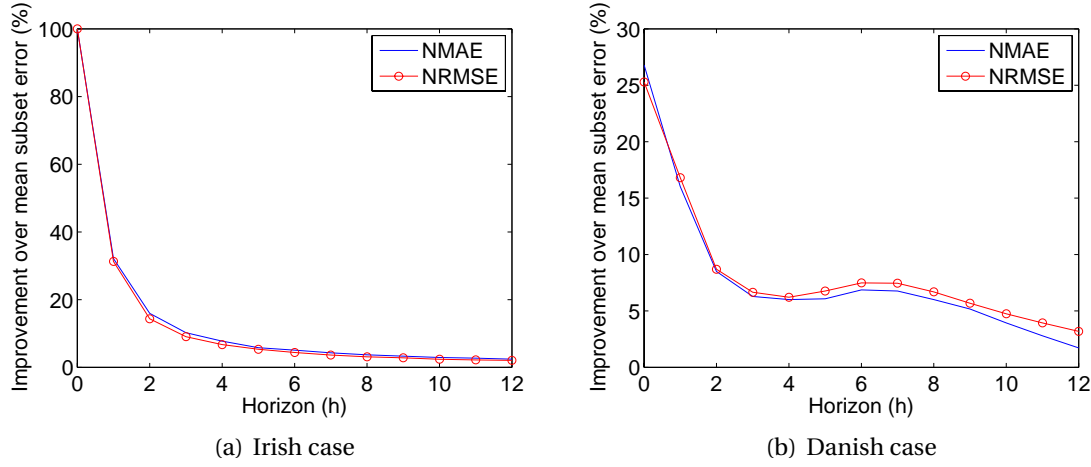 Improvement over mean subset error (%)
100
80
60
40
20
0
0 2 4 6 8 10 12
Horizon (h)
NMAE
NRMSE
(a) Irish case
Improvement over mean subset error (%)
30
25
20
15
10
5
0
0 2 4 6 8 10 12
Horizon (h)
NMAE
NRMSE
(b) Danish case